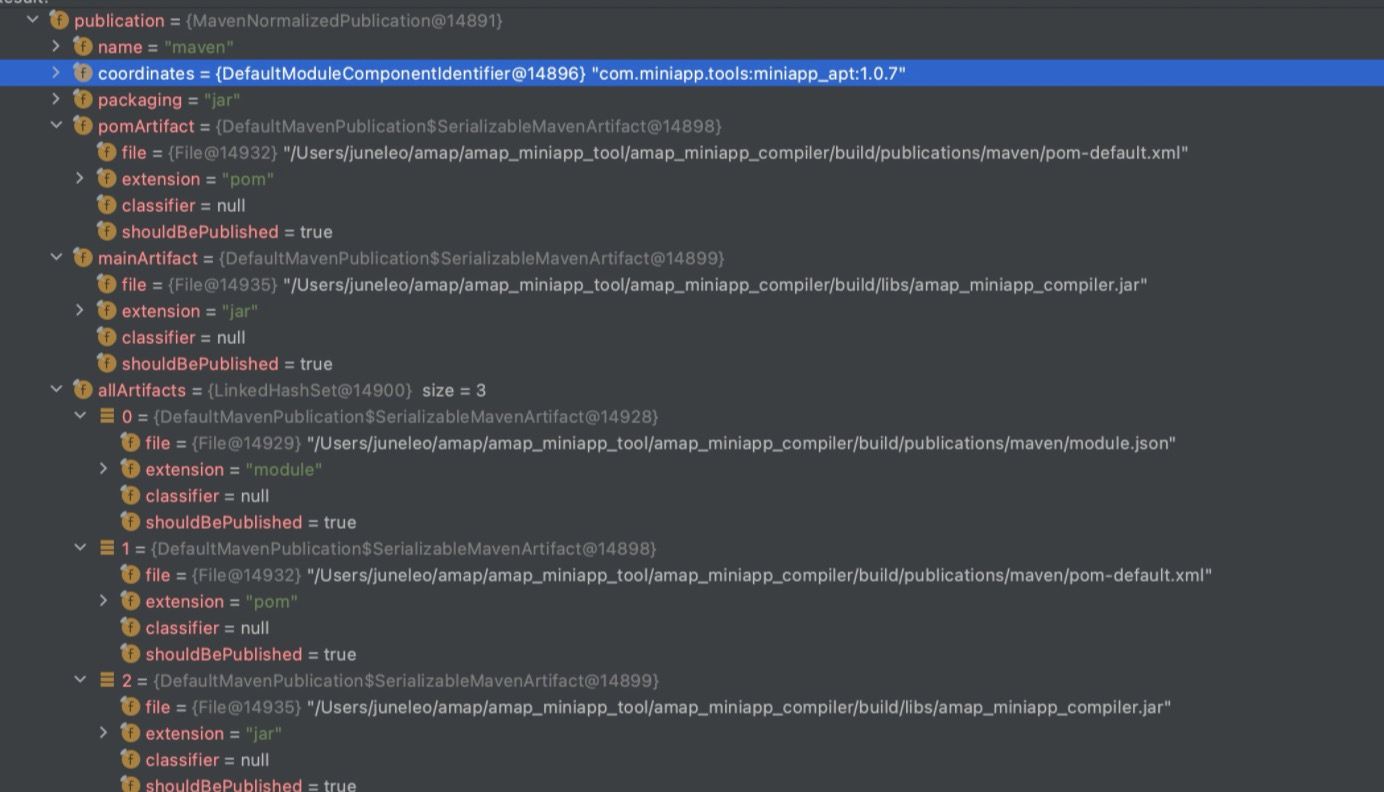 publication = {MavenNormalizedPublication@14891}
name = "maven"
coordinates = {DefaultModuleComponentIdentifier@14896} "com.miniapp.tools:miniapp_apt:1.0.7"
packaging = "jar"
pomArtifact = {DefaultMavenPublication$SerializableMavenArtifact@14898}
file = {File@14932} "/Users/juneleo/amap/amap_miniapp_tool/amap_miniapp_compiler/build/publications/maven/pom-default.xml"
extension = "pom"
classifier = null
shouldBePublished = true
mainArtifact = {DefaultMavenPublication$SerializableMavenArtifact@14899}
file = {File@14935} "/Users/juneleo/amap/amap_miniapp_tool/amap_miniapp_compiler/build/libs/amap_miniapp_compiler.jar"
extension = "jar"
classifier = null
shouldBePublished = true
allArtifacts = {LinkedHashSet@14900} size = 3
0 = {DefaultMavenPublication$SerializableMavenArtifact@14928}
file = {File@14929} "/Users/juneleo/amap/amap_miniapp_tool/amap_miniapp_compiler/build/publications/maven/module.json"
extension = "module"
classifier = null
shouldBePublished = true
1 = {DefaultMavenPublication$SerializableMavenArtifact@14898}
file = {File@14932} "/Users/juneleo/amap/amap_miniapp_tool/amap_miniapp_compiler/build/publications/maven/pom-default.xml"
extension = "pom"
classifier = null
shouldBePublished = true
2 = {DefaultMavenPublication$SerializableMavenArtifact@14899}
file = {File@14935} "/Users/juneleo/amap/amap_miniapp_tool/amap_miniapp_compiler/build/libs/amap_miniapp_compiler.jar"
extension = "jar"
classifier = null
shouldBePublished = true